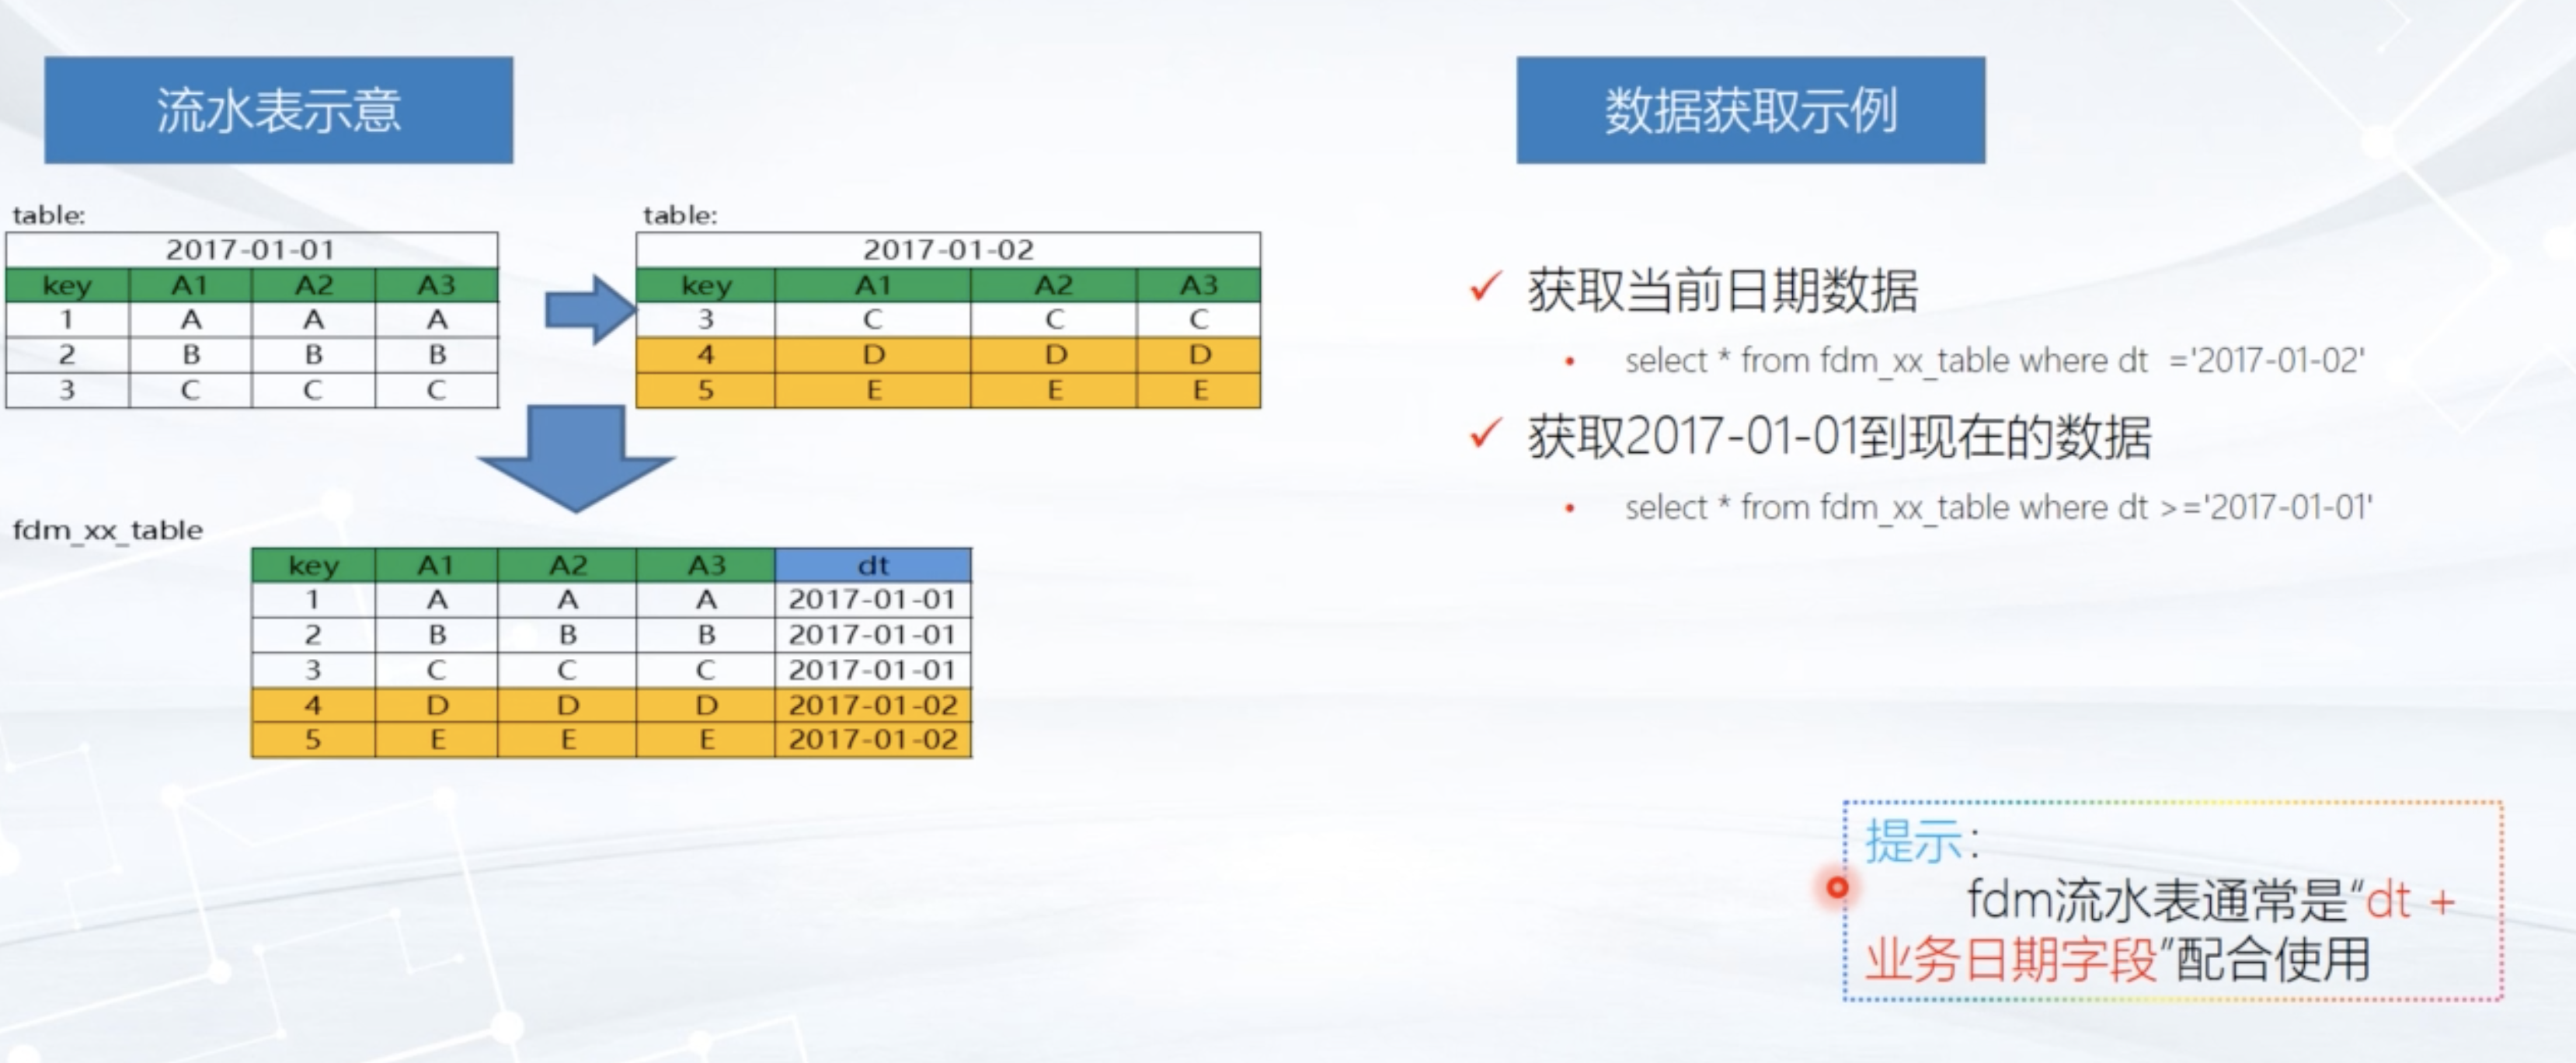 流水表示意
table:
2017-01-01
key A1 A2 A3
1 A A A
2 B B B
3 C C C
table:
2017-01-02
key A1 A2 A3
3 C C C
4 D D D
5 E E E
fdm_xx_table
key A1 A2 A3 dt
1 A A A 2017-01-01
2 B B B 2017-01-01
3 C C C 2017-01-01
4 D D D 2017-01-02
5 E E E 2017-01-02
数据获取示例
✓ 获取当前日期数据
• select * from fdm_xx_table where dt ='2017-01-02'
✓ 获取2017-01-01到现在的数据
• select * from fdm_xx_table where dt >='2017-01-01'
提示:
fdm流水表通常是“dt +
业务日期字段”配合使用